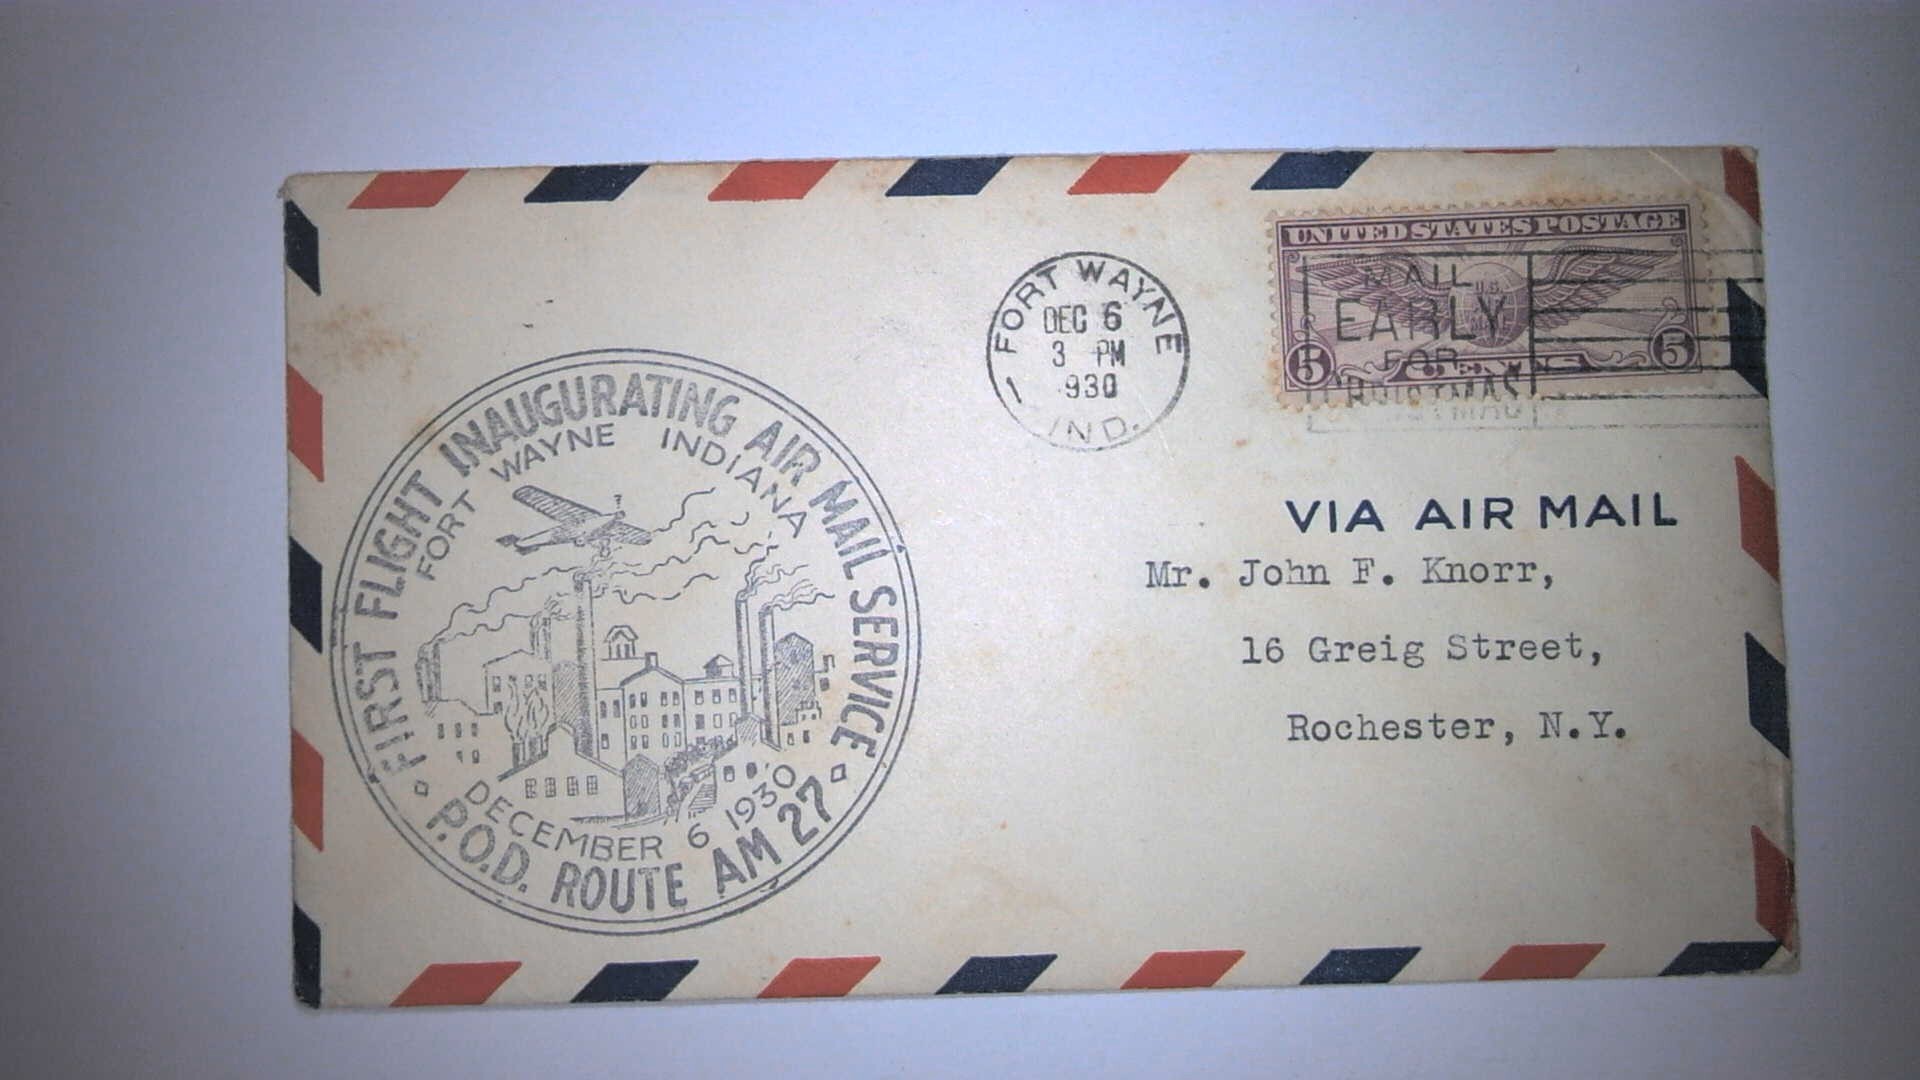 FIRST FLIGHT INAUGURATING AIR MAIL SERVICE
FORT WAYNE INDIANA
DECEMBER 6 1930
P.O.D. ROUTE AM 27
FORT WAYNE
DEC 6
3 PM
1930
IND.
UNITED STATES POSTAGE
U.S.
MAIL
5 CENTS 5
MAIL
EARLY
FOR
CHRISTMAS
VIA AIR MAIL
Mr. John F. Knorr,
16 Greig Street,
Rochester, N.Y.